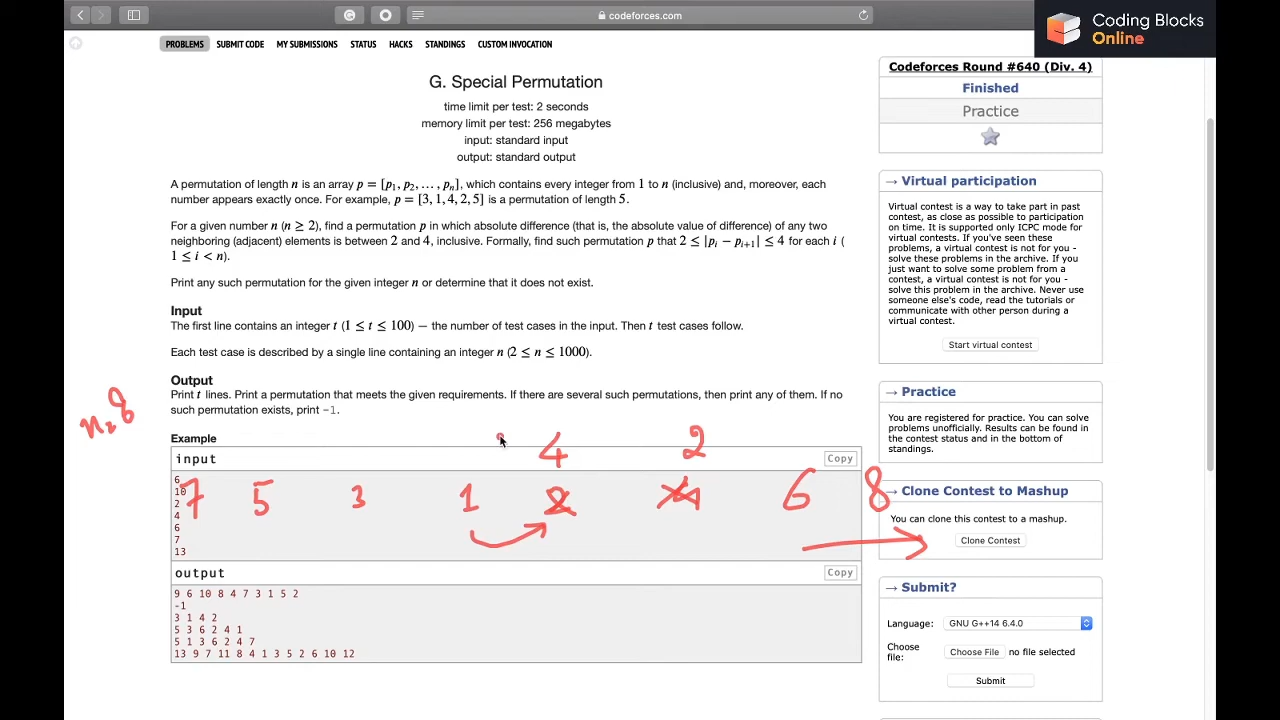 codeforces.com
Coding Blocks
Online
PROBLEMS SUBMIT CODE MY SUBMISSIONS STATUS HACKS STANDINGS CUSTOM INVOCATION
G. Special Permutation
time limit per test: 2 seconds
memory limit per test: 256 megabytes
input: standard input
output: standard output
A permutation of length n is an array p = [p1, p2, …, pn], which contains every integer from 1 to n (inclusive) and, moreover, each
number appears exactly once. For example, p = [3, 1, 4, 2, 5] is a permutation of length 5.
For a given number n (n ≥ 2), find a permutation p in which absolute difference (that is, the absolute value of difference) of any two
neighboring (adjacent) elements is between 2 and 4, inclusive. Formally, find such permutation p that 2 ≤ |pi − pi+1| ≤ 4 for each i (
1 ≤ i < n).
Print any such permutation for the given integer n or determine that it does not exist.
Input
The first line contains an integer t (1 ≤ t ≤ 100) — the number of test cases in the input. Then t test cases follow.
Each test case is described by a single line containing an integer n (2 ≤ n ≤ 1000).
Output
Print t lines. Print a permutation that meets the given requirements. If there are several such permutations, then print any of them. If no
such permutation exists, print -1.
n=8
Example
4 2
input
Copy
6
10
2
4
6
7
13
7 5 3 1 2 4 6 8
output
Copy
9 6 10 8 4 7 3 1 5 2
-1
3 1 4 2
5 3 6 2 4 1
5 1 3 6 2 4 7
13 9 7 11 8 4 1 3 5 2 6 10 12
Codeforces Round #640 (Div. 4)
Finished
Practice
→ Virtual participation
Virtual contest is a way to take part in past
contest, as close as possible to participation
on time. It is supported only ICPC mode for
virtual contests. If you've seen these
problems, a virtual contest is not for you -
solve these problems in the archive. If you
just want to solve some problem from a
contest, a virtual contest is not for you -
solve this problem in the archive. Never use
someone else's code, read the tutorials or
communicate with other person during a
virtual contest.
Start virtual contest
→ Practice
You are registered for practice. You can solve
problems unofficially. Results can be found in
the contest status and in the bottom of
standings.
→ Clone Contest to Mashup
You can clone this contest to a mashup.
Clone Contest
→ Submit?
Language: GNU G++14 6.4.0
Choose
file:
Choose File no file selected
Submit